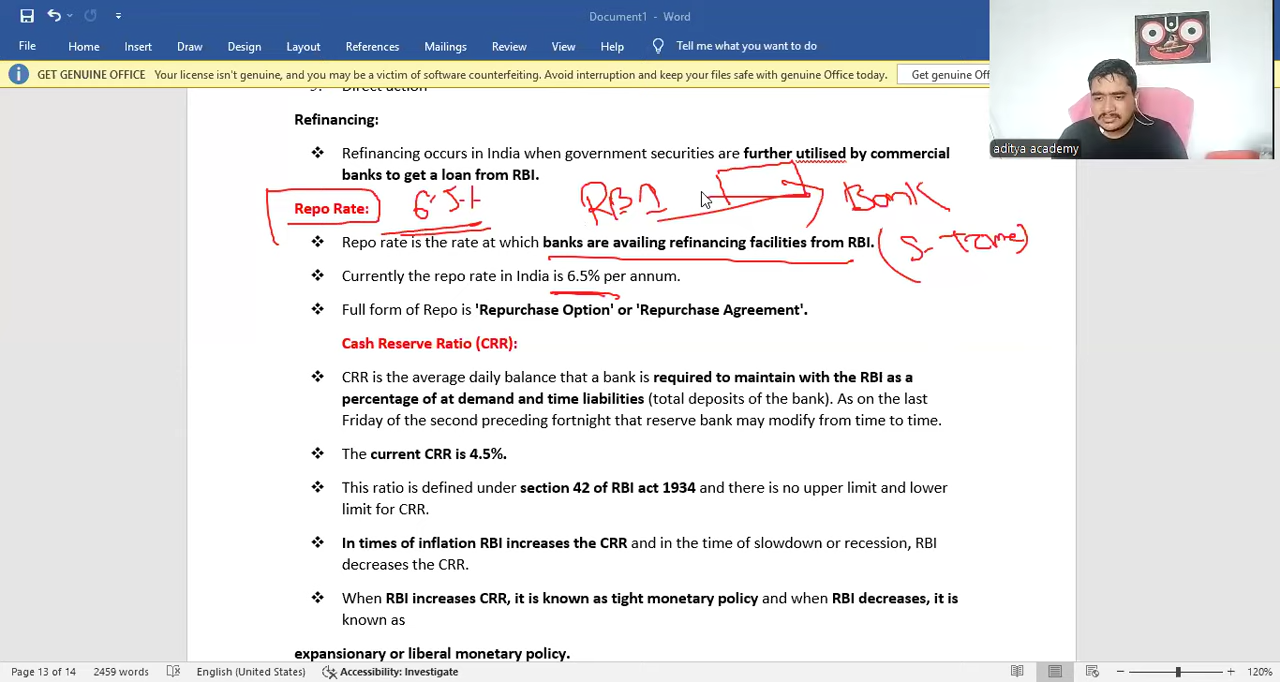 Document1 - Word
File Home Insert Draw Design Layout References Mailings Review View Help Tell me what you want to do
GET GENUINE OFFICE Your license isn't genuine, and you may be a victim of software counterfeiting. Avoid interruption and keep your files safe with genuine Office today. Get genuine Off
aditya academy
9. Direct action
Refinancing:
❖ Refinancing occurs in India when government securities are further utilised by commercial
banks to get a loan from RBI.
Repo Rate: RBI Bank
❖ Repo rate is the rate at which banks are availing refinancing facilities from RBI.
❖ Currently the repo rate in India is 6.5% per annum.
❖ Full form of Repo is 'Repurchase Option' or 'Repurchase Agreement'.
Cash Reserve Ratio (CRR):
❖ CRR is the average daily balance that a bank is required to maintain with the RBI as a
percentage of at demand and time liabilities (total deposits of the bank). As on the last
Friday of the second preceding fortnight that reserve bank may modify from time to time.
❖ The current CRR is 4.5%.
❖ This ratio is defined under section 42 of RBI act 1934 and there is no upper limit and lower
limit for CRR.
❖ In times of inflation RBI increases the CRR and in the time of slowdown or recession, RBI
decreases the CRR.
❖ When RBI increases CRR, it is known as tight monetary policy and when RBI decreases, it is
known as
expansionary or liberal monetary policy.
Page 13 of 14 2459 words English (United States) Accessibility: Investigate 120%